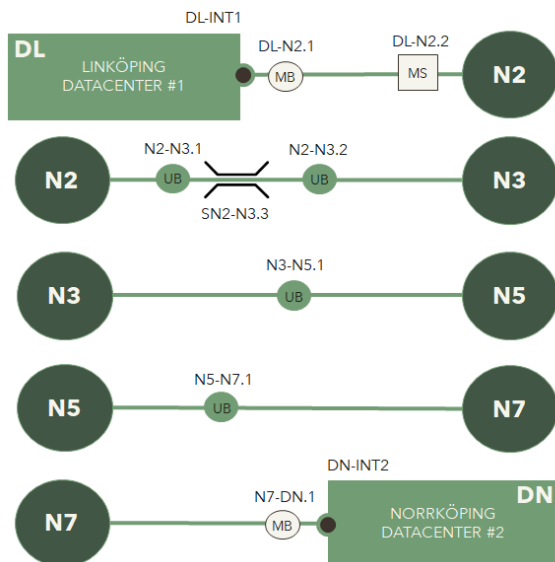 DL-INT1
DL
LINKÖPING
DATACENTER #1
DL-N2.1
MB
DL-N2.2
MS
N2
N2
N2-N3.1
UB
SN2-N3.3
N2-N3.2
UB
N3
N3
N3-N5.1
UB
N5
N5
N5-N7.1
UB
N7
N7
N7-DN.1
MB
DN-INT2
DN
NORRKÖPING
DATACENTER #2